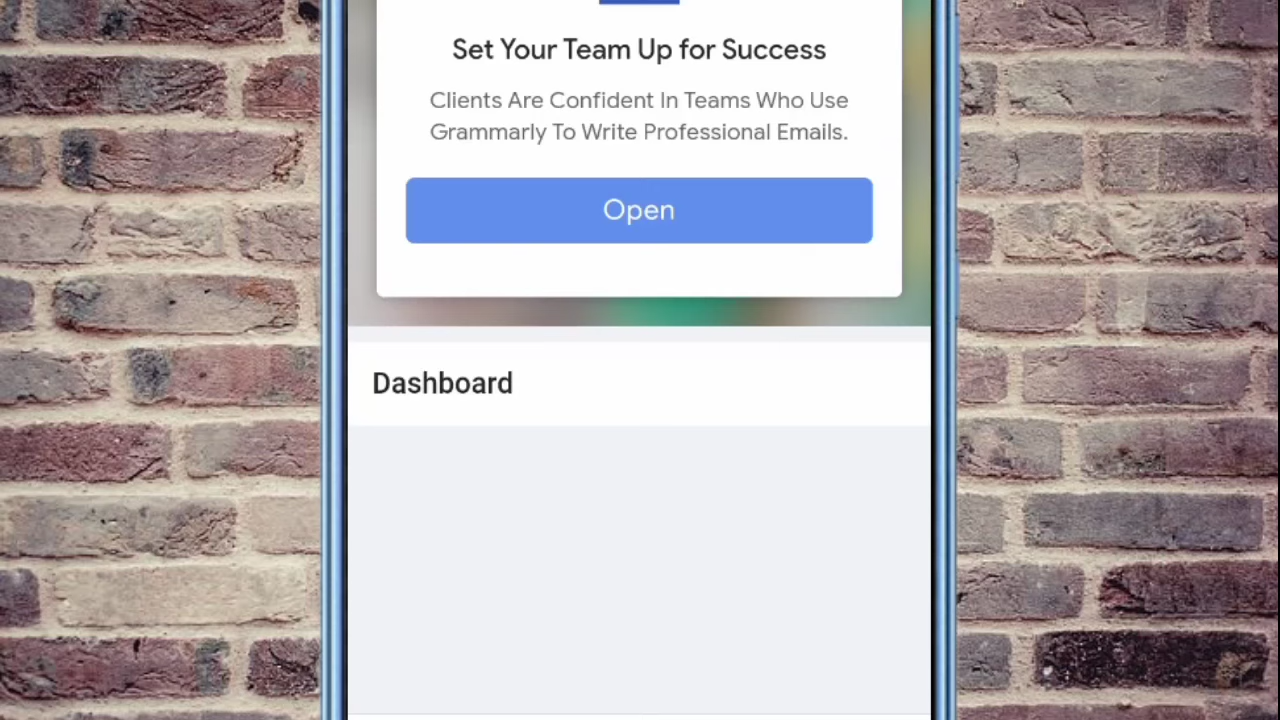 Set Your Team Up for Success
Clients Are Confident In Teams Who Use
Grammarly To Write Professional Emails.
Open
Dashboard